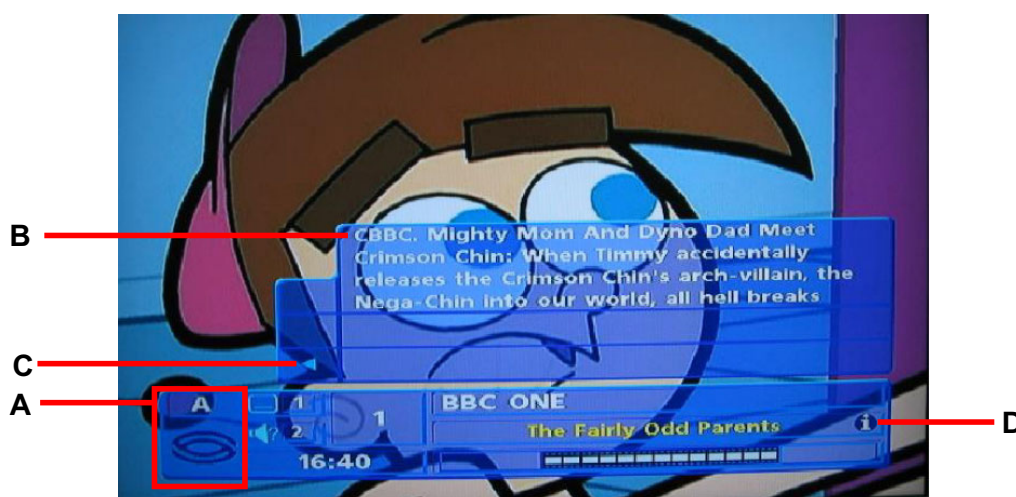 B
CBBC. Mighty Mom And Dyno Dad Meet
Crimson Chin: When Timmy accidentally
releases the Crimson Chin's arch-villain, the
Nega-Chin into our world, all hell breaks
C
A
A
1
1
BBC ONE
? 2
The Fairly Odd Parents
i
D
16:40